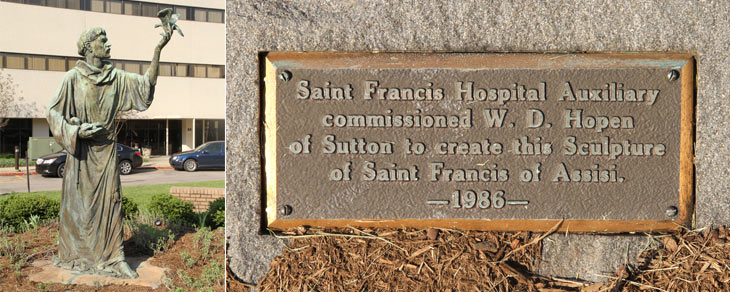 Saint Francis Hospital Auxiliary
commissioned W. D. Hopen
of Sutton to create this Sculpture
of Saint Francis of Assisi.
—1986—